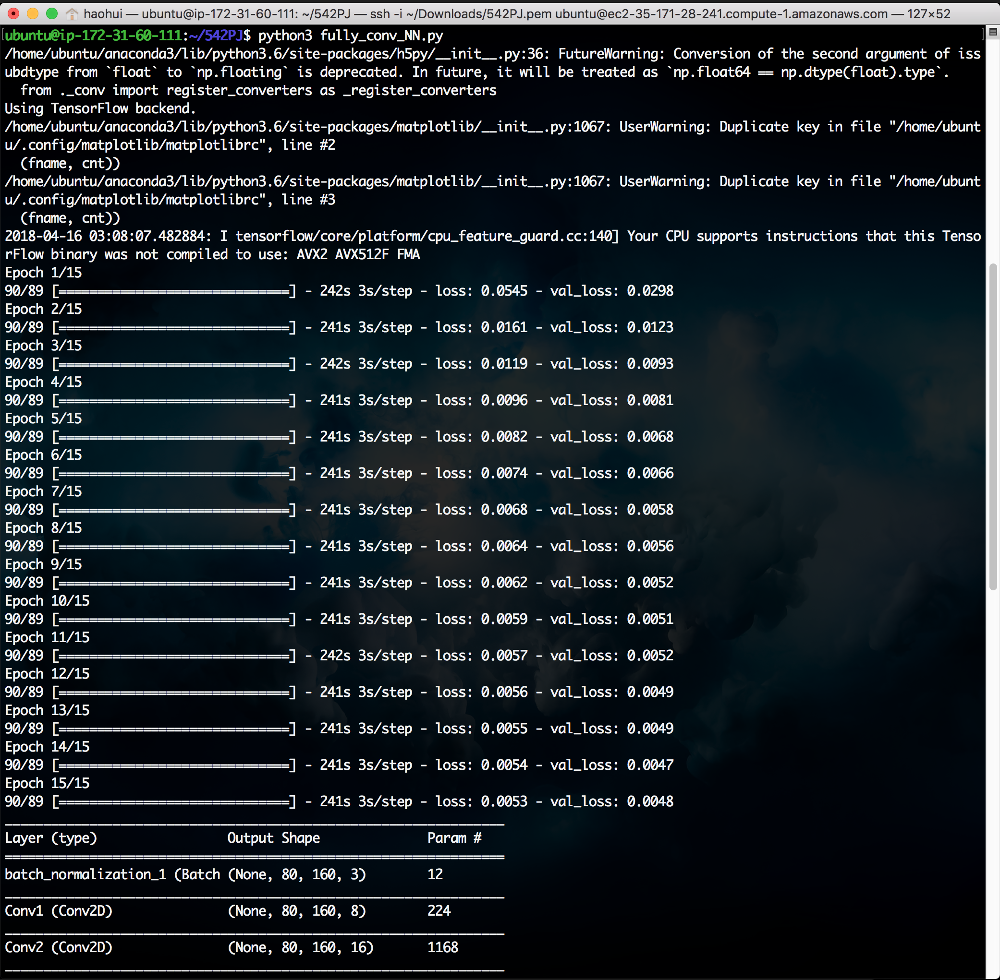 haohui — ubuntu@ip-172-31-60-111: ~/542PJ — ssh -i ~/Downloads/542PJ.pem ubuntu@ec2-35-171-28-241.compute-1.amazonaws.com — 127×52
[ubuntu@ip-172-31-60-111:~/542PJ$ python3 fully_conv_NN.py ]
/home/ubuntu/anaconda3/lib/python3.6/site-packages/h5py/__init__.py:36: FutureWarning: Conversion of the second argument of iss
ubdtype from `float` to `np.floating` is deprecated. In future, it will be treated as `np.float64 == np.dtype(float).type`.
  from ._conv import register_converters as _register_converters
Using TensorFlow backend.
/home/ubuntu/anaconda3/lib/python3.6/site-packages/matplotlib/__init__.py:1067: UserWarning: Duplicate key in file "/home/ubunt
u/.config/matplotlib/matplotlibrc", line #2
  (fname, cnt))
/home/ubuntu/anaconda3/lib/python3.6/site-packages/matplotlib/__init__.py:1067: UserWarning: Duplicate key in file "/home/ubunt
u/.config/matplotlib/matplotlibrc", line #3
  (fname, cnt))
2018-04-16 03:08:07.482884: I tensorflow/core/platform/cpu_feature_guard.cc:140] Your CPU supports instructions that this Tenso
rFlow binary was not compiled to use: AVX2 AVX512F FMA
Epoch 1/15
90/89 [==============================] - 242s 3s/step - loss: 0.0545 - val_loss: 0.0298
Epoch 2/15
90/89 [==============================] - 241s 3s/step - loss: 0.0161 - val_loss: 0.0123
Epoch 3/15
90/89 [==============================] - 242s 3s/step - loss: 0.0119 - val_loss: 0.0093
Epoch 4/15
90/89 [==============================] - 241s 3s/step - loss: 0.0096 - val_loss: 0.0081
Epoch 5/15
90/89 [==============================] - 241s 3s/step - loss: 0.0082 - val_loss: 0.0068
Epoch 6/15
90/89 [==============================] - 241s 3s/step - loss: 0.0074 - val_loss: 0.0066
Epoch 7/15
90/89 [==============================] - 241s 3s/step - loss: 0.0068 - val_loss: 0.0058
Epoch 8/15
90/89 [==============================] - 241s 3s/step - loss: 0.0064 - val_loss: 0.0056
Epoch 9/15
90/89 [==============================] - 241s 3s/step - loss: 0.0062 - val_loss: 0.0052
Epoch 10/15
90/89 [==============================] - 241s 3s/step - loss: 0.0059 - val_loss: 0.0051
Epoch 11/15
90/89 [==============================] - 242s 3s/step - loss: 0.0057 - val_loss: 0.0052
Epoch 12/15
90/89 [==============================] - 241s 3s/step - loss: 0.0056 - val_loss: 0.0049
Epoch 13/15
90/89 [==============================] - 241s 3s/step - loss: 0.0055 - val_loss: 0.0049
Epoch 14/15
90/89 [==============================] - 241s 3s/step - loss: 0.0054 - val_loss: 0.0047
Epoch 15/15
90/89 [==============================] - 241s 3s/step - loss: 0.0053 - val_loss: 0.0048
_________________________________________________________________
Layer (type)                 Output Shape              Param #
=================================================================
batch_normalization_1 (Batch (None, 80, 160, 3)        12
_________________________________________________________________
Conv1 (Conv2D)               (None, 80, 160, 8)        224
_________________________________________________________________
Conv2 (Conv2D)               (None, 80, 160, 16)       1168
_________________________________________________________________